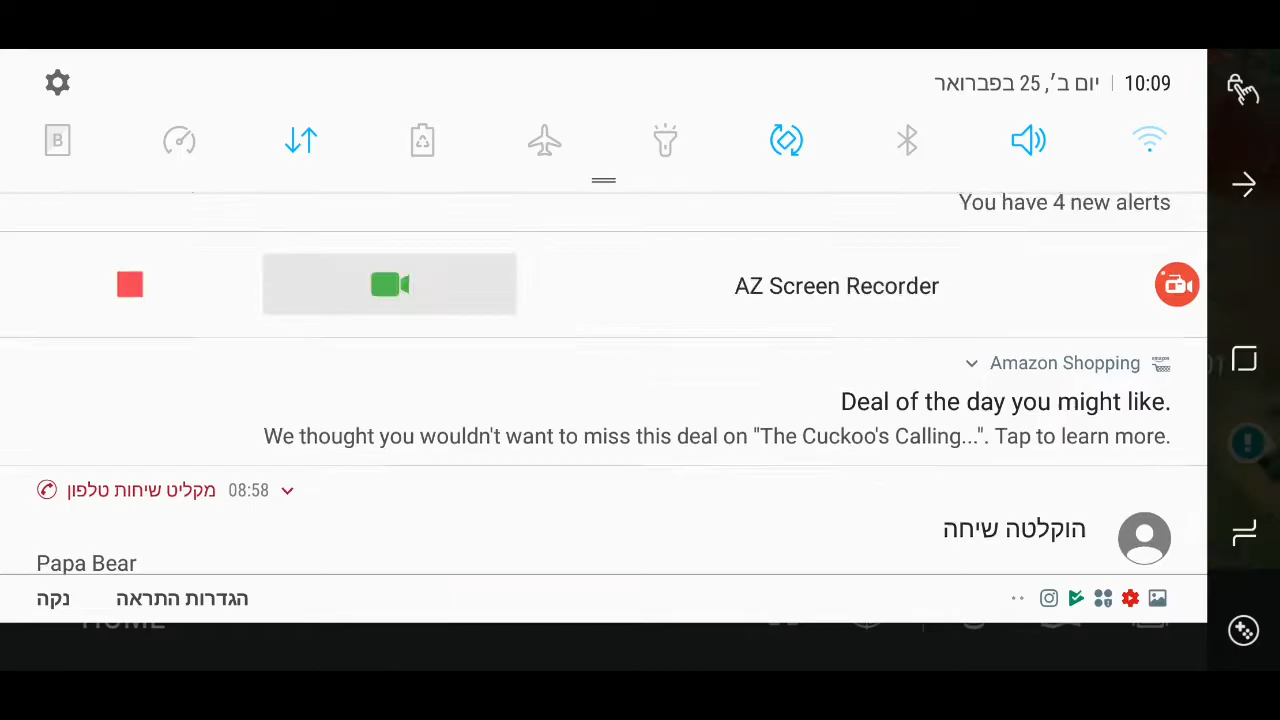 10:09 | יום ב׳, 25 בפברואר
B
You have 4 new alerts
AZ Screen Recorder
Amazon Shopping
Deal of the day you might like.
We thought you wouldn't want to miss this deal on "The Cuckoo's Calling...". Tap to learn more.
מקליט שיחות טלפון 08:58
הוקלטה שיחה
Papa Bear
הגדרות התראה נקה
HOME